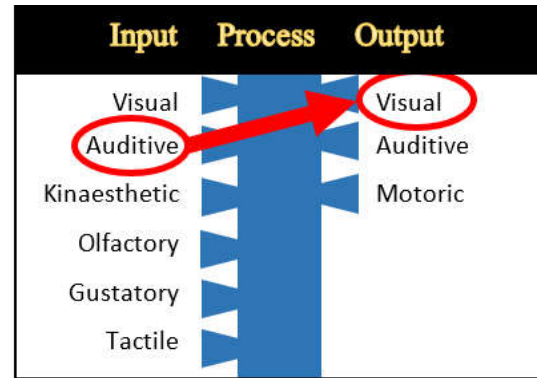 Input Process Output
Visual Visual
Auditive Auditive
Kinaesthetic Motoric
Olfactory
Gustatory
Tactile